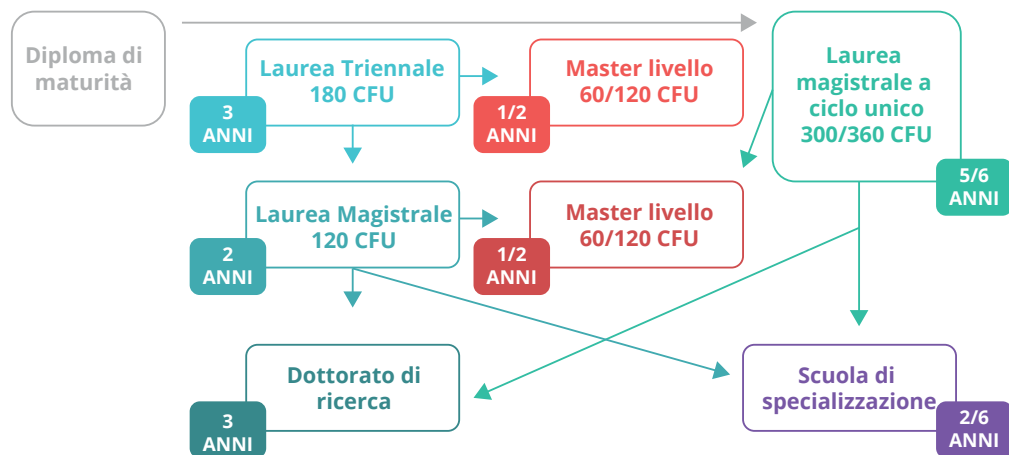 Diploma di
maturità
Laurea Triennale
180 CFU
3
ANNI
Master livello
60/120 CFU
1/2
ANNI
Laurea
magistrale a
ciclo unico
300/360 CFU
5/6
ANNI
Laurea Magistrale
120 CFU
2
ANNI
Master livello
60/120 CFU
1/2
ANNI
Dottorato di
ricerca
3
ANNI
Scuola di
specializzazione
2/6
ANNI